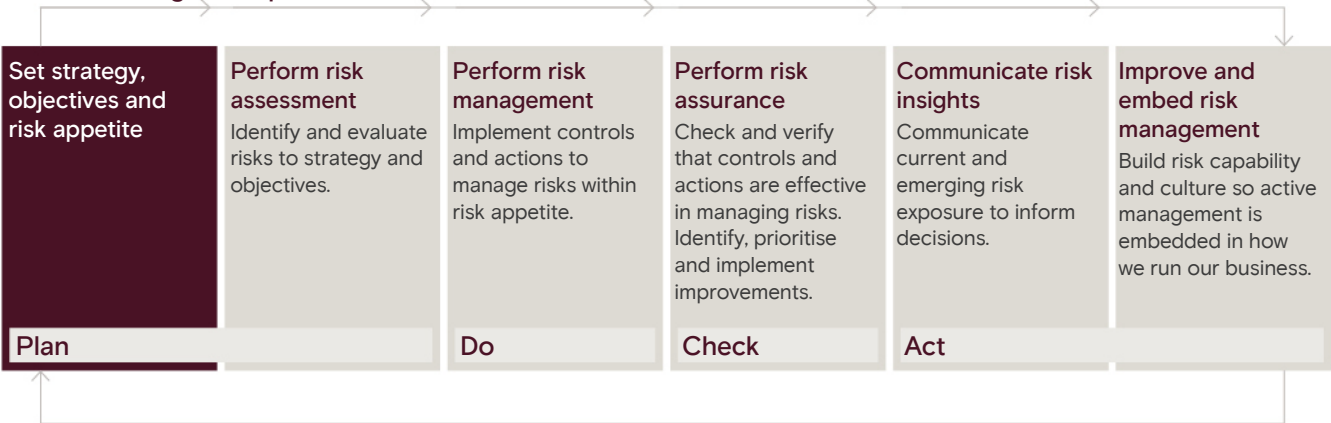 Set strategy,
objectives and
risk appetite
Perform risk
assessment
Identify and evaluate
risks to strategy and
objectives.
Perform risk
management
Implement controls
and actions to
manage risks within
risk appetite.
Perform risk
assurance
Check and verify
that controls and
actions are effective
in managing risks.
Identify, prioritise
and implement
improvements.
Communicate risk
insights
Communicate
current and
emerging risk
exposure to inform
decisions.
Improve and
embed risk
management
Build risk capability
and culture so active
management is
embedded in how
we run our business.
Plan
Do
Check
Act